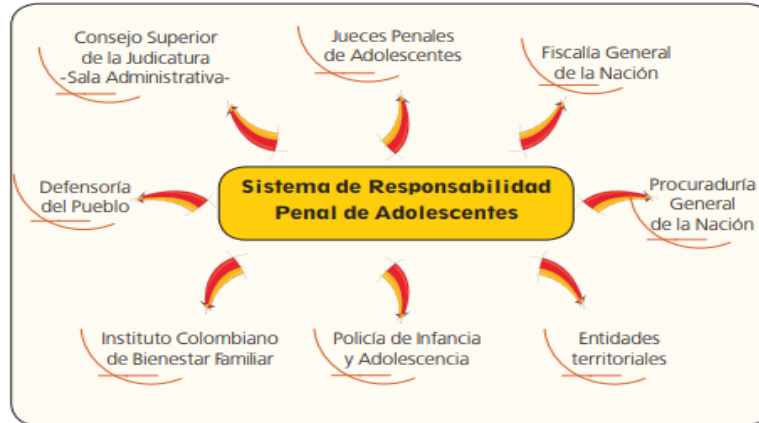 Consejo Superior
de la Judicatura
-Sala Administrativa-
Jueces Penales
de Adolescentes
Fiscalía General
de la Nación
Defensoría
del Pueblo
Sistema de Responsabilidad
Penal de Adolescentes
Procuraduría
General
de la Nación
Instituto Colombiano
de Bienestar Familiar
Policía de Infancia
y Adolescencia
Entidades
territoriales